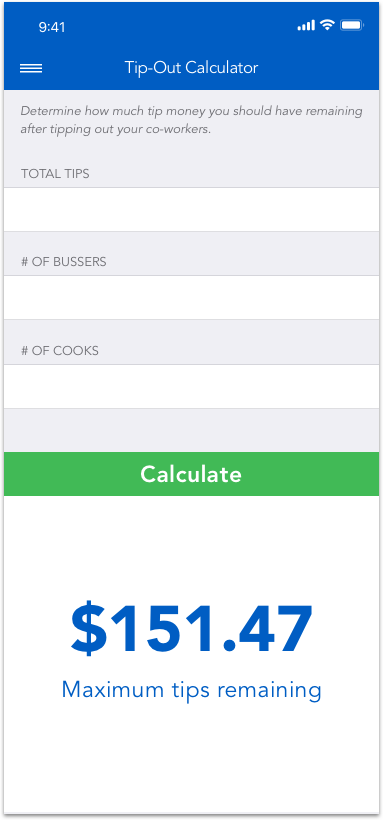 9:41
Tip-Out Calculator
Determine how much tip money you should have remaining
after tipping out your co-workers.
TOTAL TIPS
# OF BUSSERS
# OF COOKS
Calculate
$151.47
Maximum tips remaining